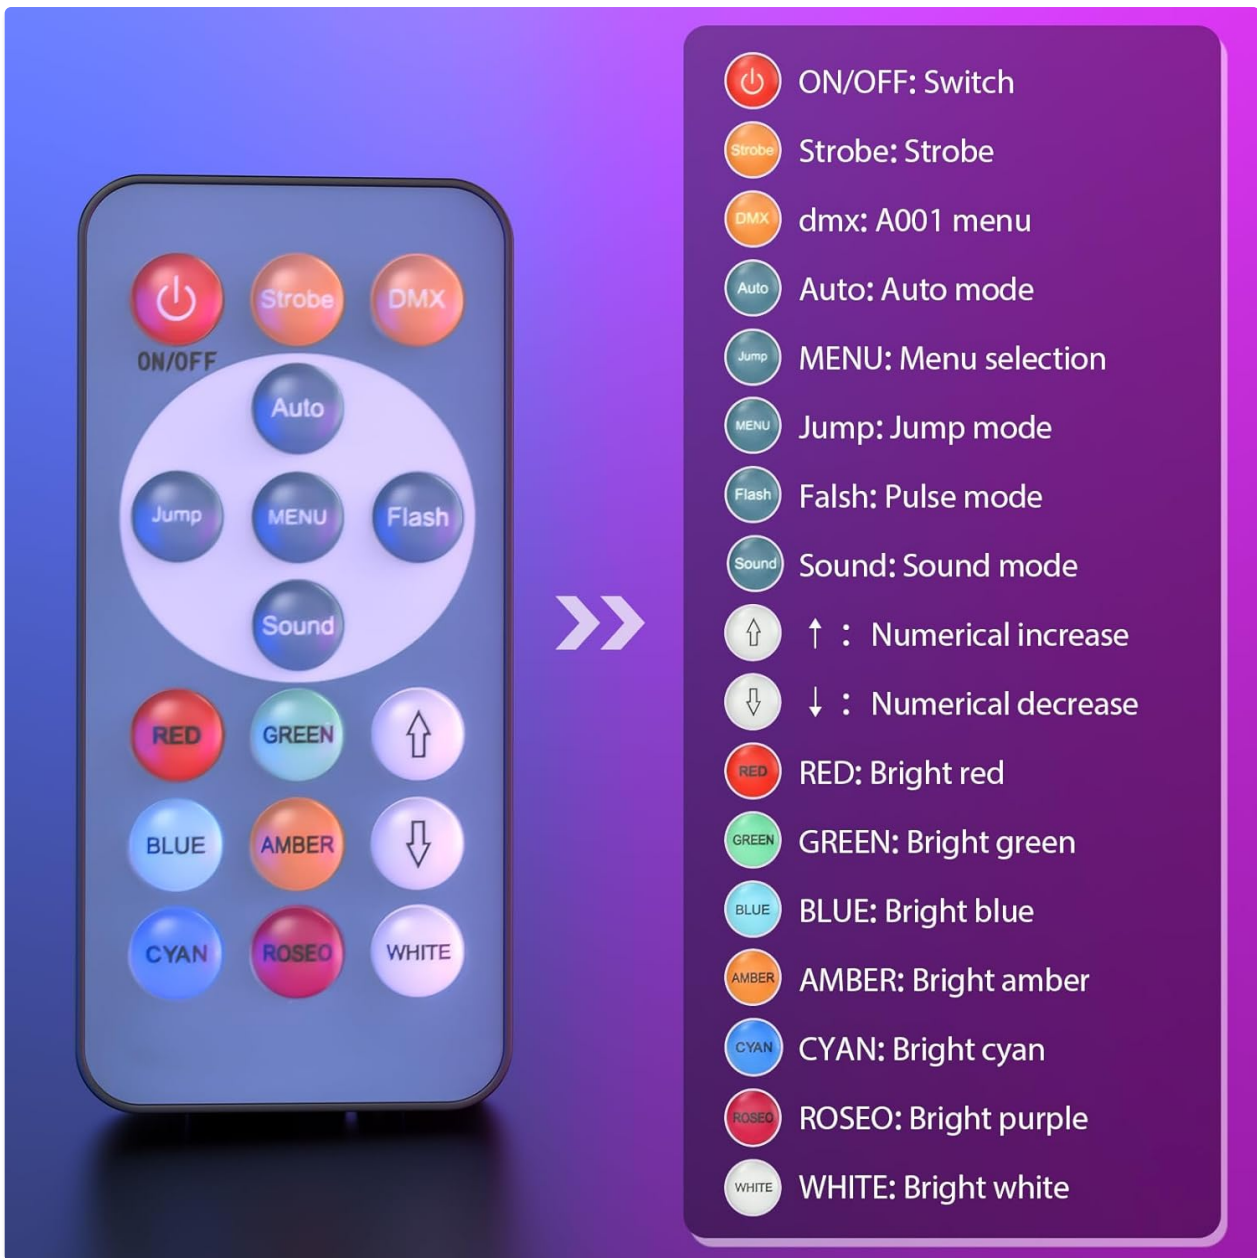 Strobe DMX
ON/OFF
Auto
Jump MENU Flash
Sound
RED GREEN ⇧
BLUE AMBER ⇩
CYAN ROSEO WHITE
ON/OFF: Switch
Strobe Strobe: Strobe
DMX dmx: A001 menu
Auto Auto: Auto mode
Jump MENU: Menu selection
MENU Jump: Jump mode
Flash Falsh: Pulse mode
Sound Sound: Sound mode
⇧ ↑ : Numerical increase
⇩ ↓ : Numerical decrease
RED RED: Bright red
GREEN GREEN: Bright green
BLUE BLUE: Bright blue
AMBER AMBER: Bright amber
CYAN CYAN: Bright cyan
ROSEO ROSEO: Bright purple
WHITE WHITE: Bright white